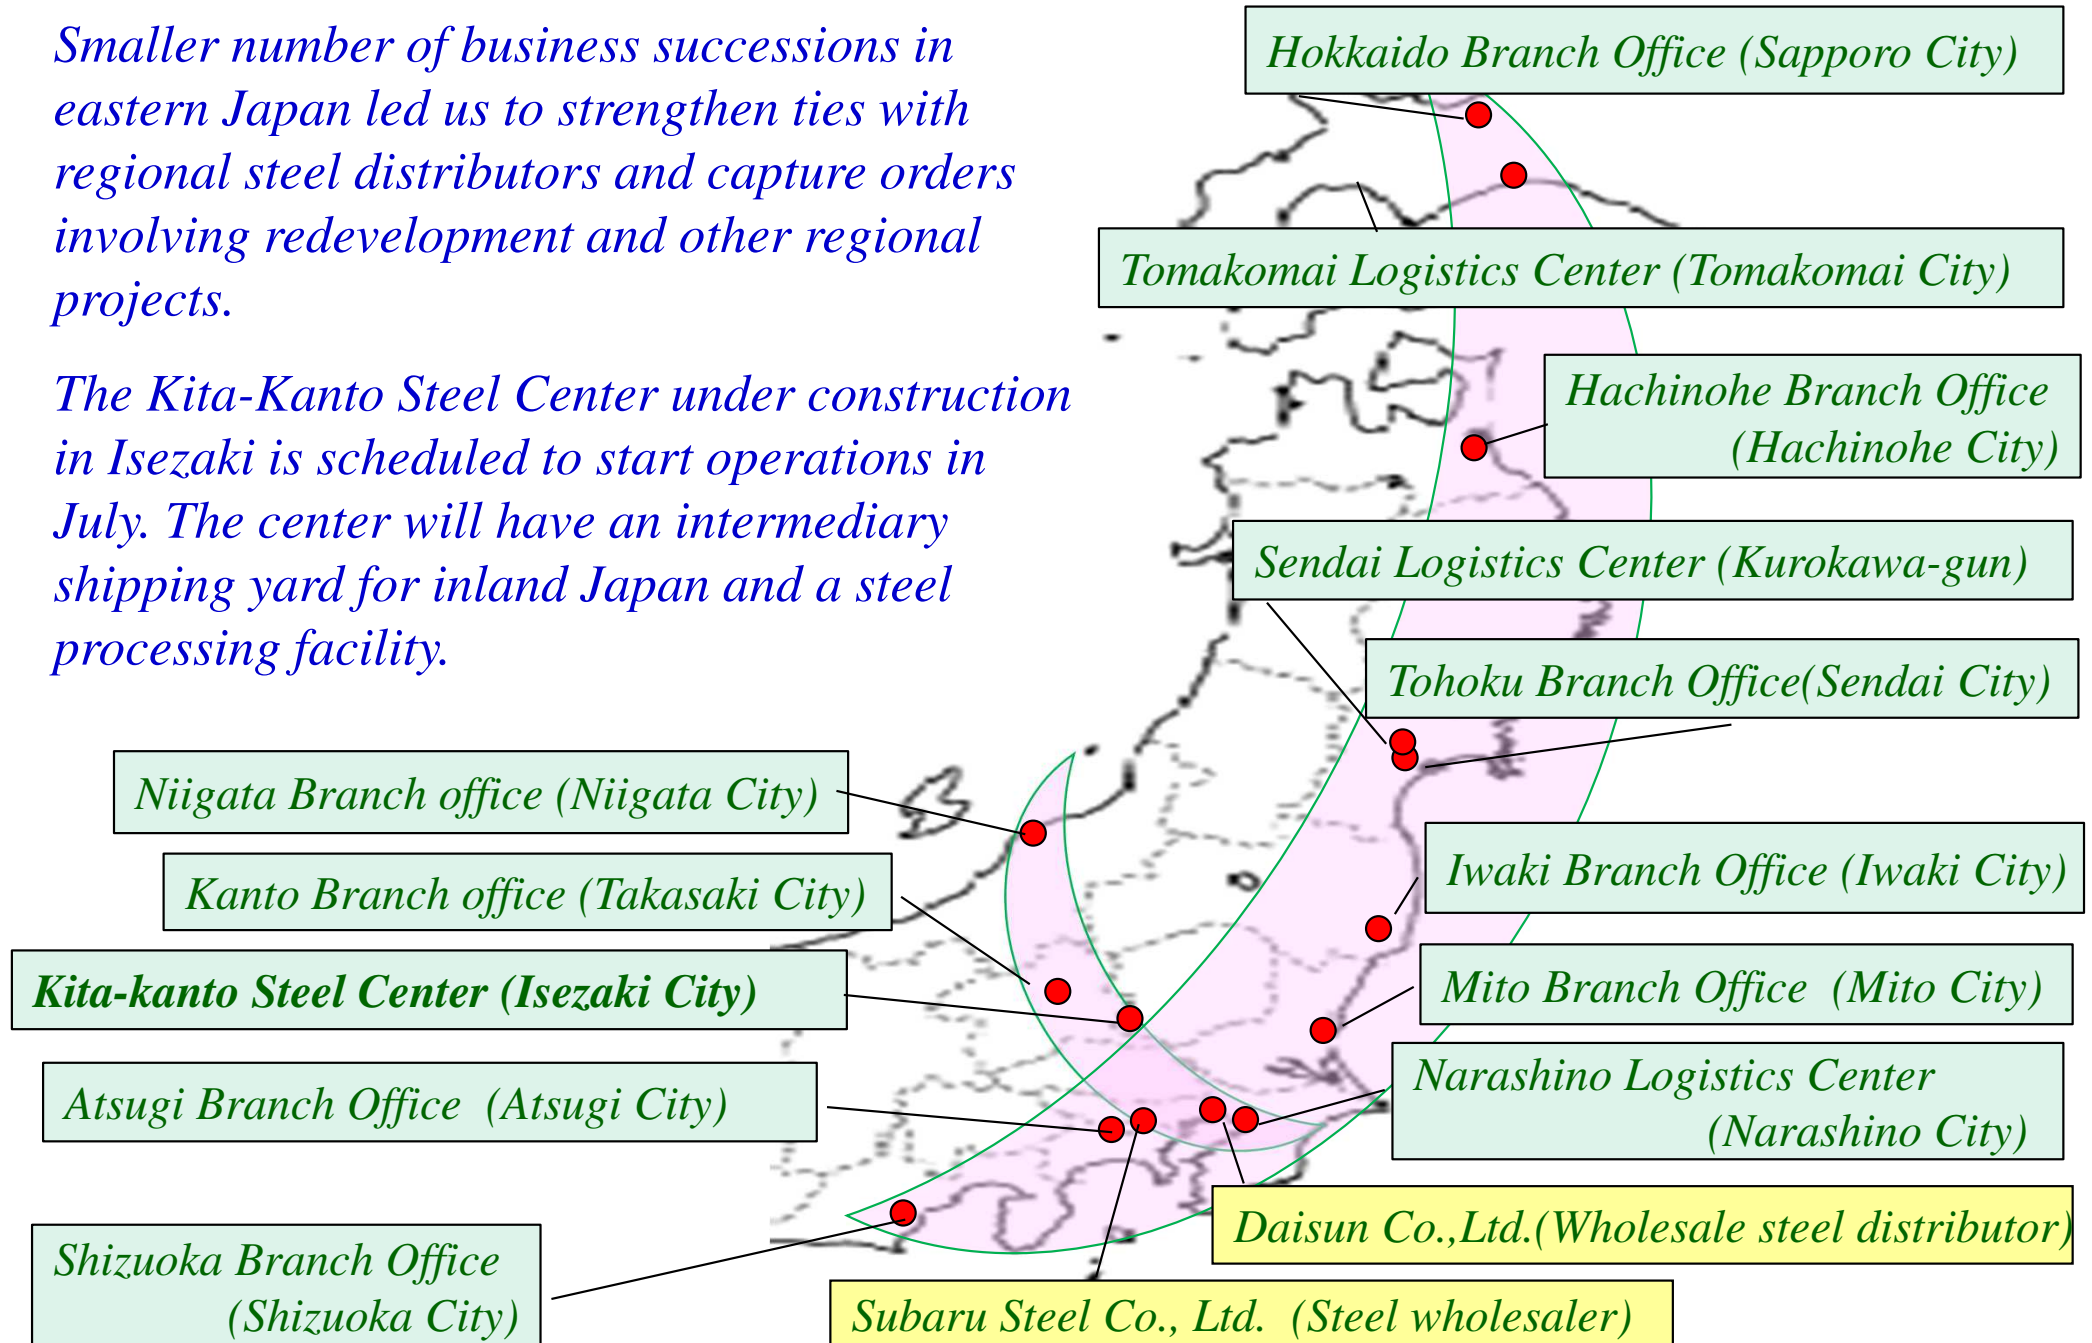 Smaller number of business successions in
eastern Japan led us to strengthen ties with
regional steel distributors and capture orders
involving redevelopment and other regional
projects.
The Kita-Kanto Steel Center under construction
in Isezaki is scheduled to start operations in
July. The center will have an intermediary
shipping yard for inland Japan and a steel
processing facility.
Hokkaido Branch Office (Sapporo City)
Tomakomai Logistics Center (Tomakomai City)
Hachinohe Branch Office
(Hachinohe City)
Sendai Logistics Center (Kurokawa-gun)
Tohoku Branch Office(Sendai City)
Niigata Branch office (Niigata City)
Kanto Branch office (Takasaki City)
Kita-kanto Steel Center (Isezaki City)
Atsugi Branch Office  (Atsugi City)
Shizuoka Branch Office
(Shizuoka City)
Iwaki Branch Office (Iwaki City)
Mito Branch Office  (Mito City)
Narashino Logistics Center
(Narashino City)
Daisun Co.,Ltd.(Wholesale steel distributor)
Subaru Steel Co., Ltd.  (Steel wholesaler)